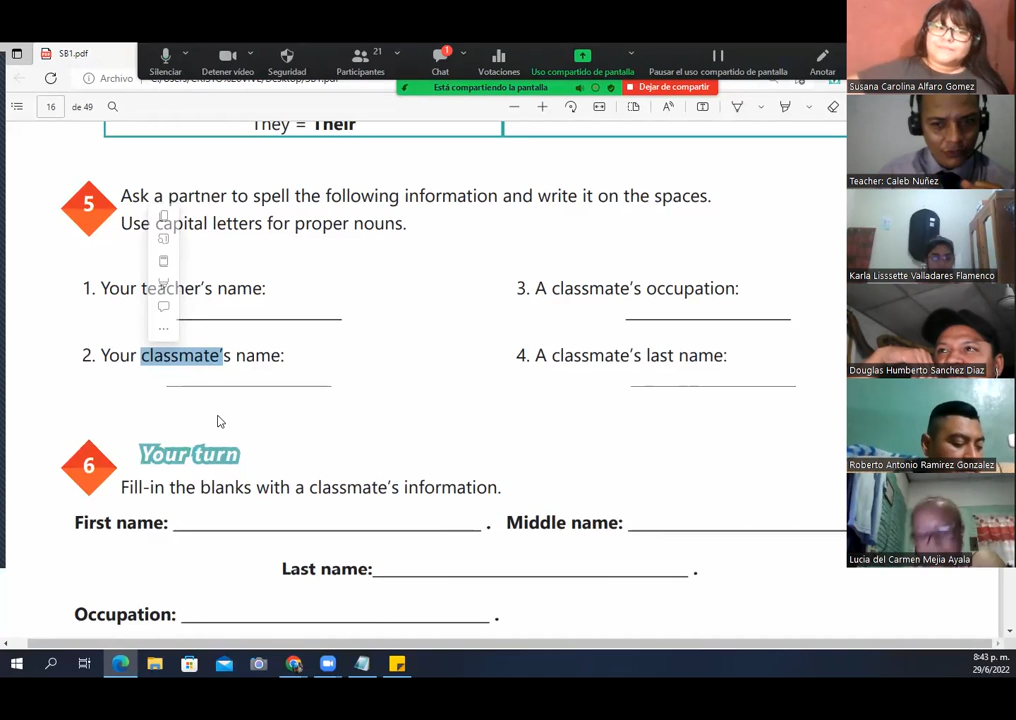 SB1.pdf
Silenciar
Detener video
Seguridad
21
Participantes
1
Chat
Votaciones
Uso compartido de pantalla
Pausar el uso compartido de pantalla
Anotar
Archivo
Está compartiendo la pantalla
Dejar de compartir
16
de 49
They = Their
5
Ask a partner to spell the following information and write it on the spaces.
Use capital letters for proper nouns.
1. Your teacher’s name:
3. A classmate’s occupation:
2. Your classmate’s name:
4. A classmate’s last name:
6
Your turn
Fill-in the blanks with a classmate’s information.
First name: .
Middle name:
Last name: .
Occupation: .
Susana Carolina Alfaro Gomez
Teacher: Caleb Nuñez
Karla Lisssette Valladares Flamenco
Douglas Humberto Sanchez Diaz
Roberto Antonio Ramirez Gonzalez
Lucia del Carmen Mejia Ayala
8:43 p. m.
29/6/2022